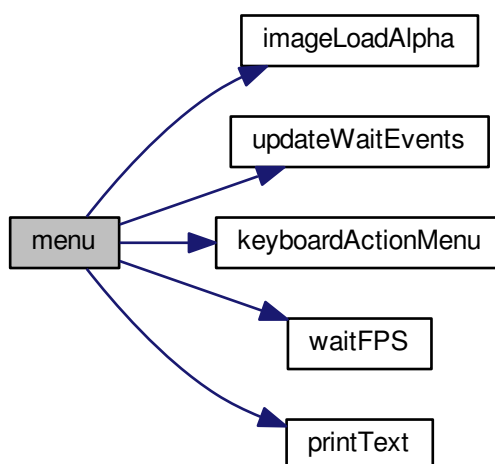 imageLoadAlpha
updateWaitEvents
menu
keyboardActionMenu
waitFPS
printText